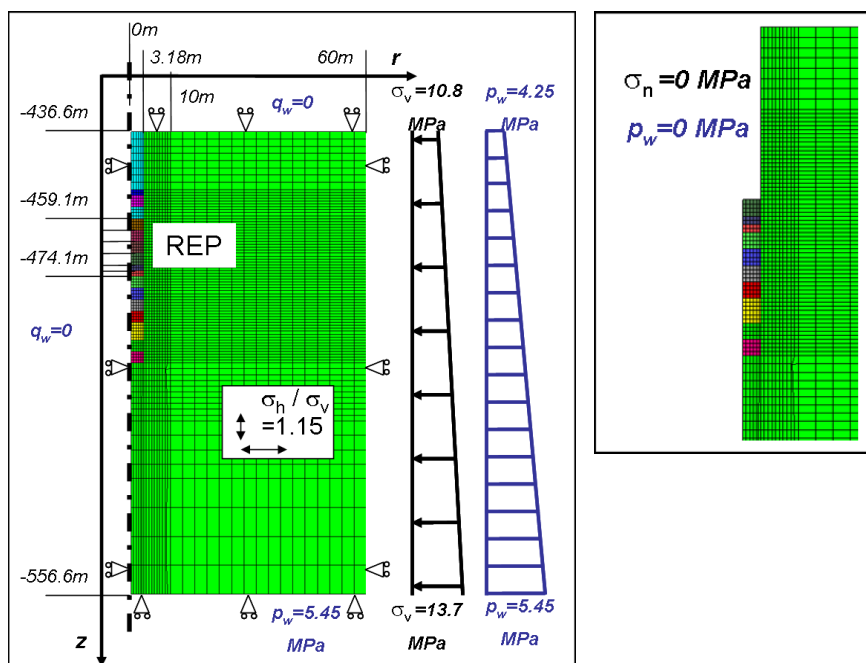 0m
3.18m
60m
r
10m
-436.6m
q_w=0
σ_v=10.8
MPa
p_w=4.25
MPa
-459.1m
REP
-474.1m
q_w=0
σ_h / σ_v
=1.15
-556.6m
p_w=5.45
MPa
σ_v=13.7
MPa
p_w=5.45
MPa
z
σ_n=0 MPa
p_w=0 MPa